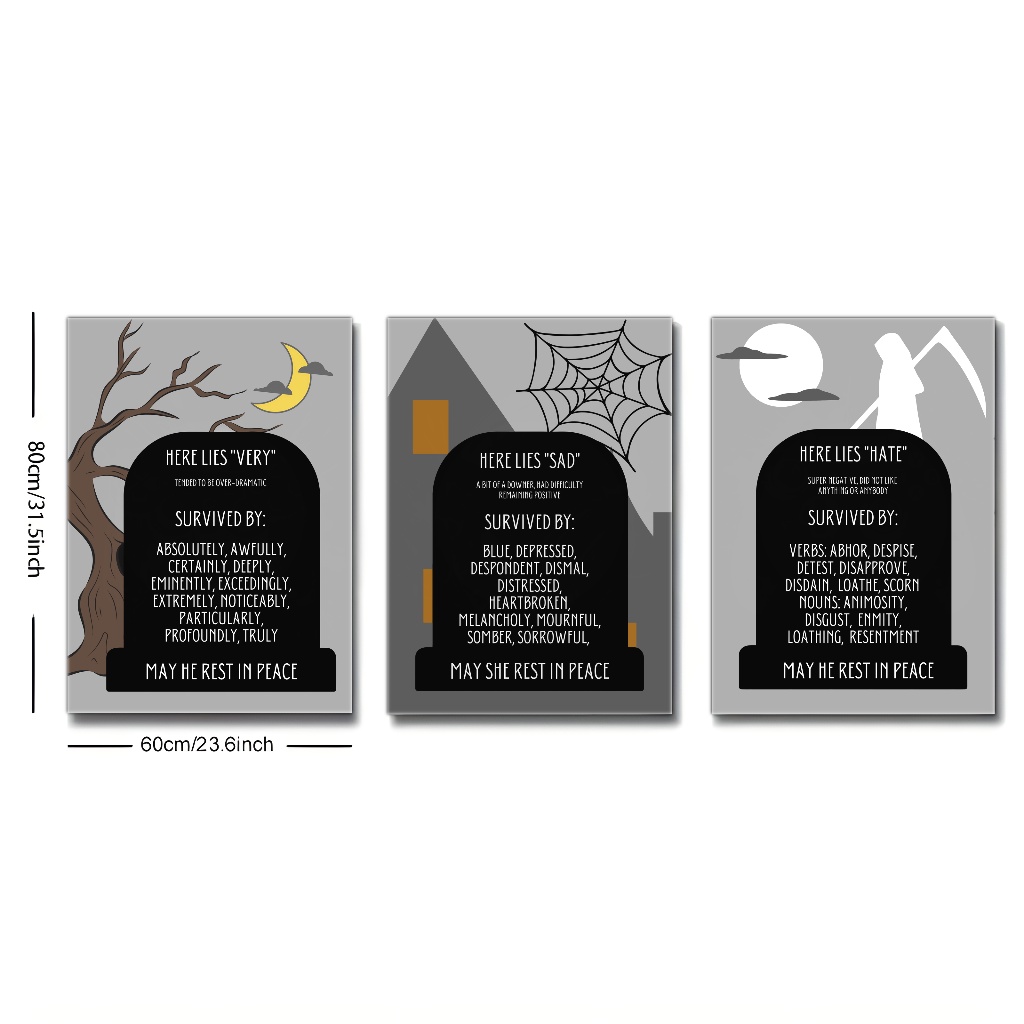 80cm/31.5inch
HERE LIES "VERY"
TENDED TO BE OVER-DRAMATIC
SURVIVED BY:
ABSOLUTELY, AWFULLY,
CERTAINLY, DEEPLY,
EMINENTLY, EXCEEDINGLY,
EXTREMELY, NOTICEABLY,
PARTICULARLY,
PROFOUNDLY, TRULY
MAY HE REST IN PEACE
HERE LIES "SAD"
A BIT OF A DOWNER, HAD DIFFICULTY
REMAINING POSITIVE
SURVIVED BY:
BLUE, DEPRESSED,
DESPONDENT, DISMAL,
DISTRESSED,
HEARTBROKEN,
MELANCHOLY, MOURNFUL,
SOMBER, SORROWFUL,
MAY SHE REST IN PEACE
HERE LIES "HATE"
SUPER NEGATIVE, DID NOT LIKE
ANYTHING OR ANYBODY
SURVIVED BY:
VERBS: ABHOR, DESPISE,
DETEST, DISAPPROVE,
DISDAIN, LOATHE, SCORN
NOUNS: ANIMOSITY,
DISGUST, ENMITY,
LOATHING, RESENTMENT
MAY HE REST IN PEACE
60cm/23.6inch